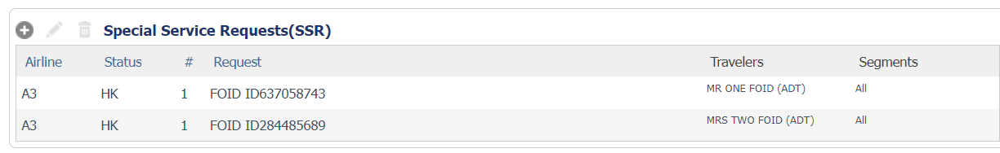 Special Service Requests(SSR)
Airline Status # Request Travelers Segments
A3 HK 1 FOID ID637058743 MR ONE FOID (ADT) All
A3 HK 1 FOID ID284485689 MRS TWO FOID (ADT) All